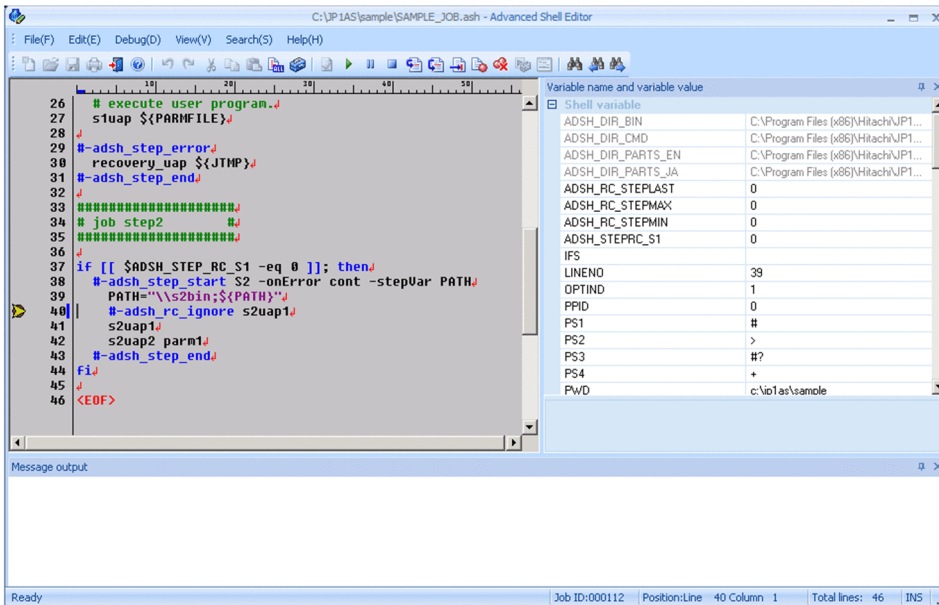 C:\JP1AS\sample\SAMPLE_JOB.ash - Advanced Shell Editor
File(F) Edit(E) Debug(D) View(V) Search(S) Help(H)
10 20 30 40 50
26 # execute user program.
27 s1uap ${PARMFILE}
28
29 #-adsh_step_error
30 recovery_uap ${JTMP}
31 #-adsh_step_end
32
33 ####################
34 # job step2 #
35 ####################
36
37 if [[ $ADSH_STEP_RC_S1 -eq 0 ]]; then
38 #-adsh_step_start S2 -onError cont -stepVar PATH
39 PATH="\\s2bin;${PATH}"
40 #-adsh_rc_ignore s2uap1
41 s2uap1
42 s2uap2 parm1
43 #-adsh_step_end
44 fi
45
46 <EOF>
Variable name and variable value
Shell variable
ADSH_DIR_BIN C:\Program Files (x86)\Hitachi\JP1...
ADSH_DIR_CMD C:\Program Files (x86)\Hitachi\JP1...
ADSH_DIR_PARTS_EN C:\Program Files (x86)\Hitachi\JP1...
ADSH_DIR_PARTS_JA C:\Program Files (x86)\Hitachi\JP1...
ADSH_RC_STEPLAST 0
ADSH_RC_STEPMAX 0
ADSH_RC_STEPMIN 0
ADSH_STEPRC_S1 0
IFS
LINENO 39
OPTIND 1
PPID 0
PS1 #
PS2 >
PS3 #?
PS4 +
PWD c:\jp1as\sample
Message output
Ready Job ID:000112 Position:Line 40 Column 1 Total lines: 46 INS